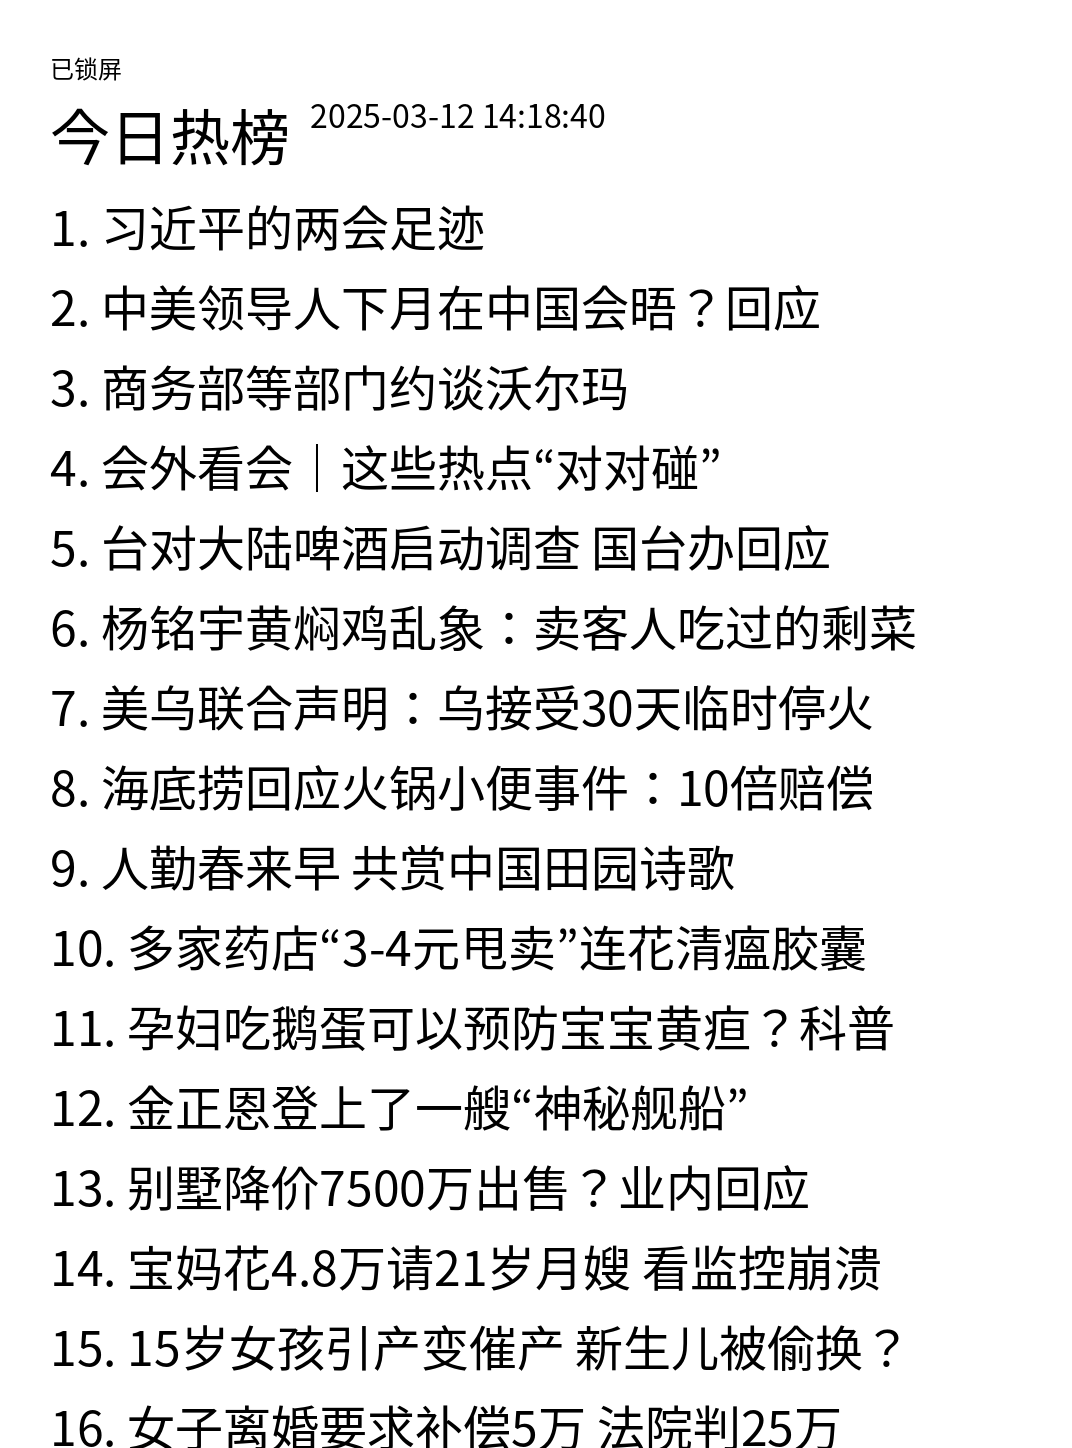 已锁屏
今日热榜 2025-03-12 14:18:40
1. 习近平的两会足迹
2. 中美领导人下月在中国会晤？回应
3. 商务部等部门约谈沃尔玛
4. 会外看会｜这些热点“对对碰”
5. 台对大陆啤酒启动调查 国台办回应
6. 杨铭宇黄焖鸡乱象：卖客人吃过的剩菜
7. 美乌联合声明：乌接受30天临时停火
8. 海底捞回应火锅小便事件：10倍赔偿
9. 人勤春来早 共赏中国田园诗歌
10. 多家药店“3-4元甩卖”连花清瘟胶囊
11. 孕妇吃鹅蛋可以预防宝宝黄疸？科普
12. 金正恩登上了一艘“神秘舰船”
13. 别墅降价7500万出售？业内回应
14. 宝妈花4.8万请21岁月嫂 看监控崩溃
15. 15岁女孩引产变催产 新生儿被偷换？
16. 女子离婚要求补偿5万 法院判25万